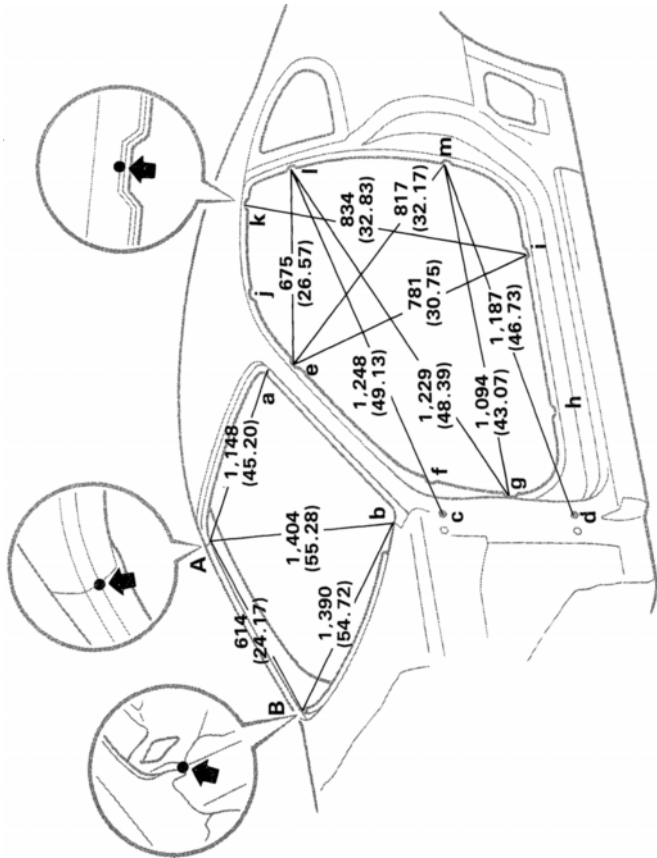 B
A
614
(24.17)
1,148
(45.20)
1,404
(55.28)
1,390
(54.72)
a
b
c
d
e
f
g
h
i
j
k
l
m
675
(26.57)
834
(32.83)
817
(32.17)
781
(30.75)
1,248
(49.13)
1,229
(48.39)
1,094
(43.07)
1,187
(46.73)